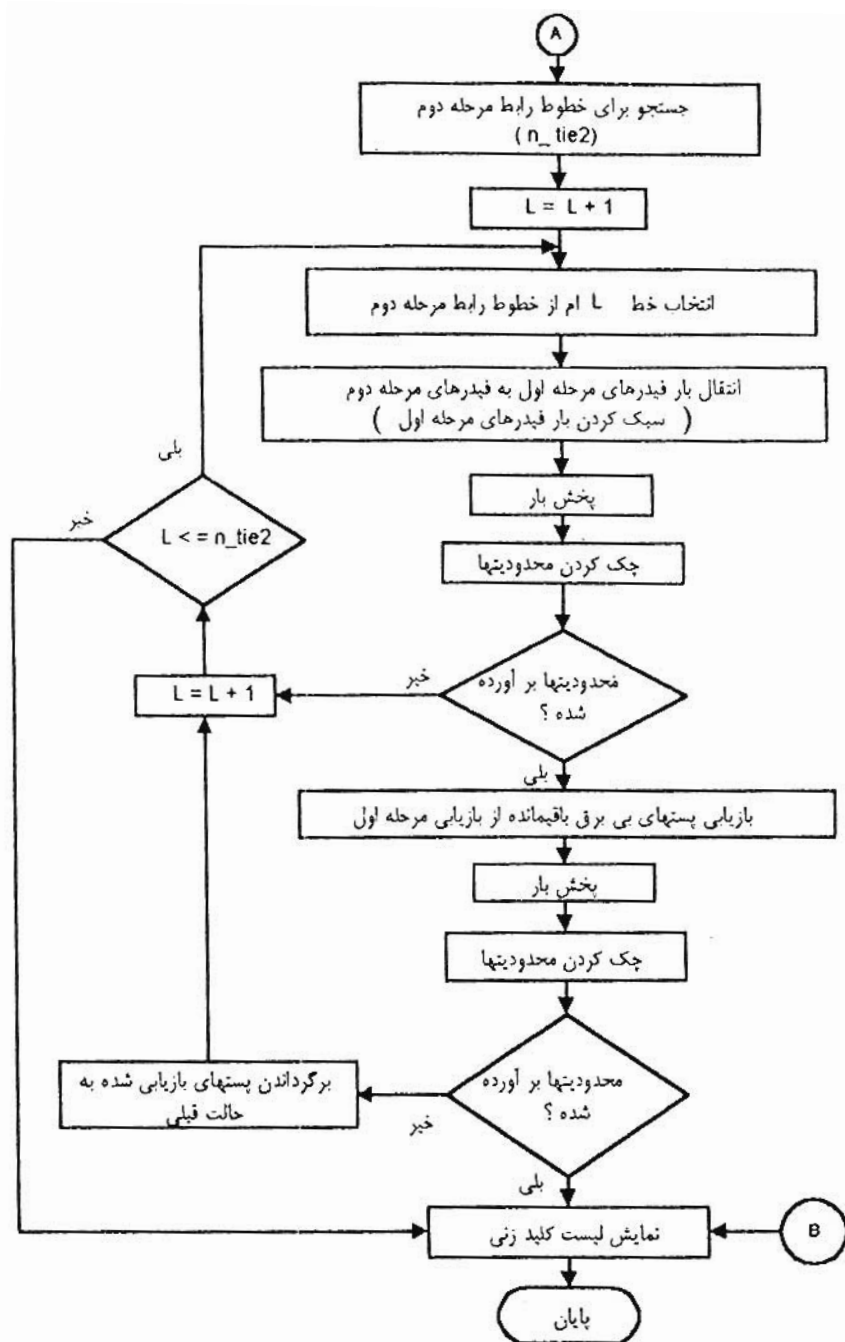 A
جستجو برای خطوط رابط مرحله دوم
( n_ tie2)
L = L + 1
انتخاب خط L ام از خطوط رابط مرحله دوم
انتقال بار فیدرهای مرحله اول به فیدرهای مرحله دوم
( سبک کردن بار فیدرهای مرحله اول )
پخش بار
چک کردن محدودیتها
محدودیتها بر آورده
شده ؟
خیر
بلی
L = L + 1
L < = n_tie2
بلی
خیر
بازیابی پستهای بی برق باقیمانده از بازیابی مرحله اول
پخش بار
چک کردن محدودیتها
محدودیتها بر آورده
شده ؟
خیر
بلی
برگرداندن پستهای بازیابی شده به
حالت قبلی
نمایش لیست کلید زنی
B
پایان